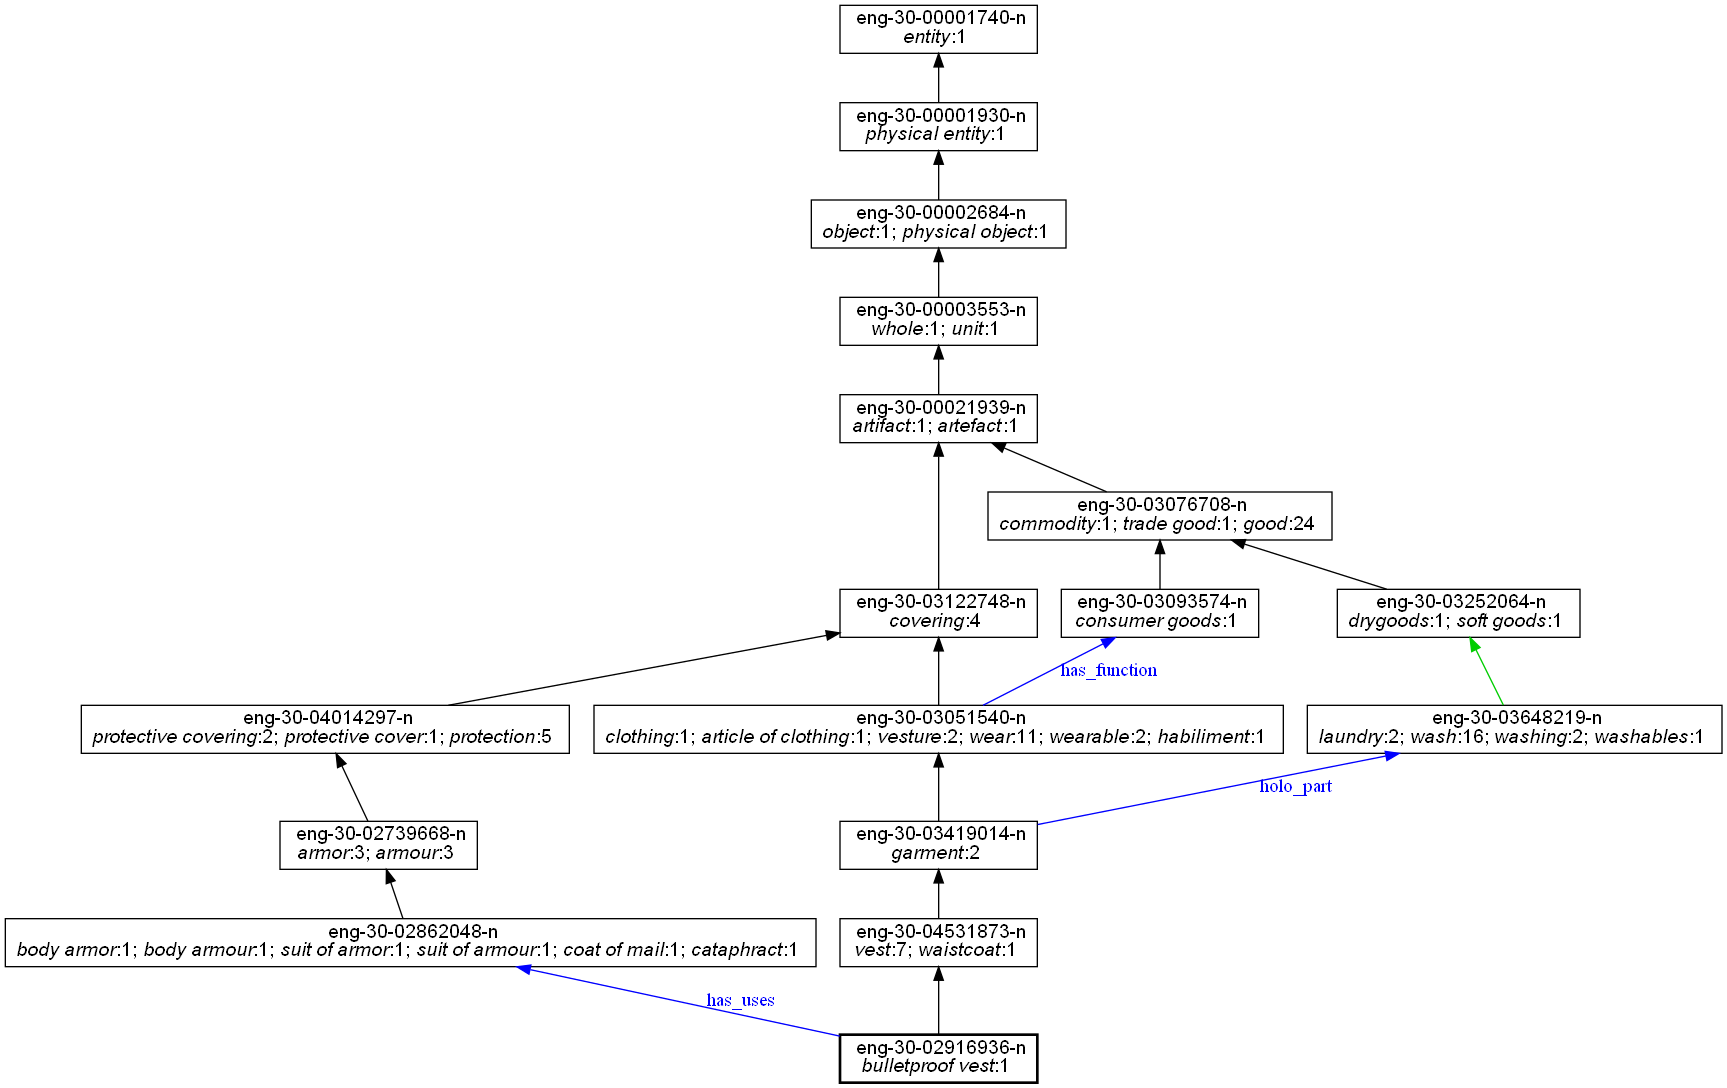 eng-30-00001740-n
entity:1
eng-30-00001930-n
physical entity:1
eng-30-00002684-n
object:1; physical object:1
eng-30-00003553-n
whole:1; unit:1
eng-30-00021939-n
artifact:1; artefact:1
eng-30-03076708-n
commodity:1; trade good:1; good:24
eng-30-03122748-n
covering:4
eng-30-03093574-n
consumer goods:1
eng-30-03252064-n
drygoods:1; soft goods:1
has_function
eng-30-04014297-n
protective covering:2; protective cover:1; protection:5
eng-30-03051540-n
clothing:1; article of clothing:1; vesture:2; wear:11; wearable:2; habiliment:1
eng-30-03648219-n
laundry:2; wash:16; washing:2; washables:1
holo_part
eng-30-02739668-n
armor:3; armour:3
eng-30-03419014-n
garment:2
eng-30-02862048-n
body armor:1; body armour:1; suit of armor:1; suit of armour:1; coat of mail:1; cataphract:1
eng-30-04531873-n
vest:7; waistcoat:1
has_uses
eng-30-02916936-n
bulletproof vest:1